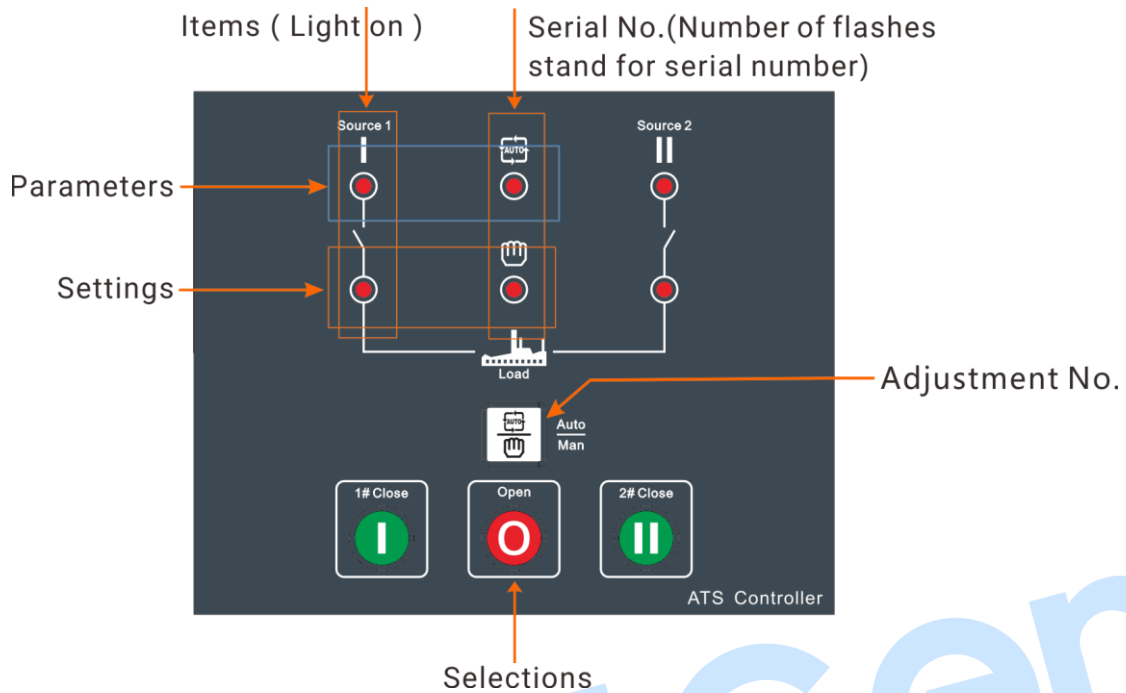 Items ( Light on )
Serial No.(Number of flashes
stand for serial number)
Source 1
AUTO
Source 2
Parameters
Settings
Load
Adjustment No.
AUTO
Auto
Man
1# Close
Open
2# Close
I
O
II
ATS Controller
Selections